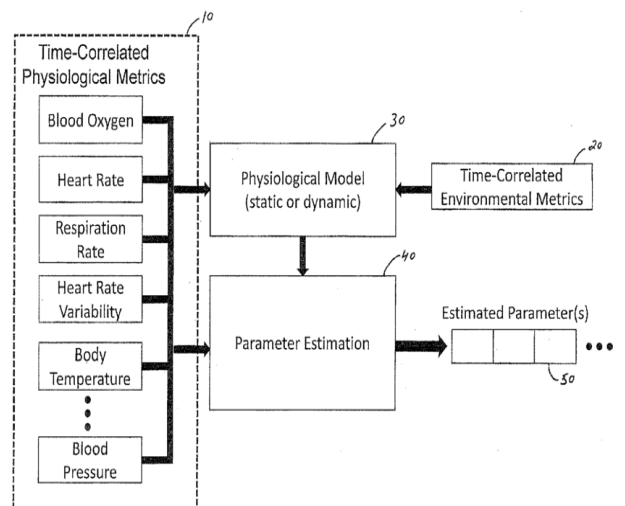 10
Time-Correlated
Physiological Metrics
Blood Oxygen
Heart Rate
Respiration
Rate
Heart Rate
Variability
Body
Temperature
Blood
Pressure
30
Physiological Model
(static or dynamic)
20
Time-Correlated
Environmental Metrics
40
Parameter Estimation
Estimated Parameter(s)
50